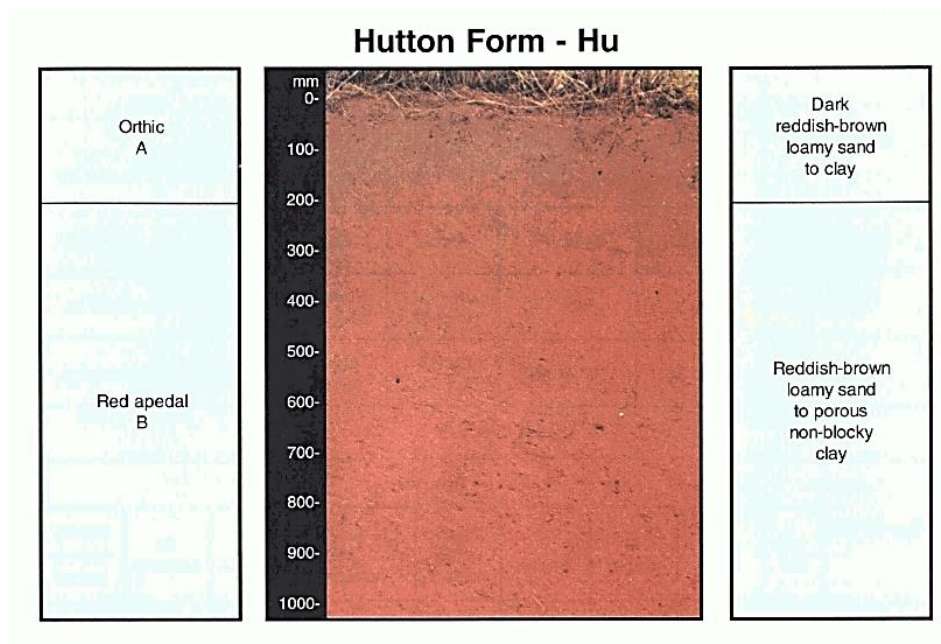 Hutton Form - Hu
Orthic
A
Red apedal
B
mm
0-
100-
200-
300-
400-
500-
600-
700-
800-
900-
1000-
Dark
reddish-brown
loamy sand
to clay
Reddish-brown
loamy sand
to porous
non-blocky
clay